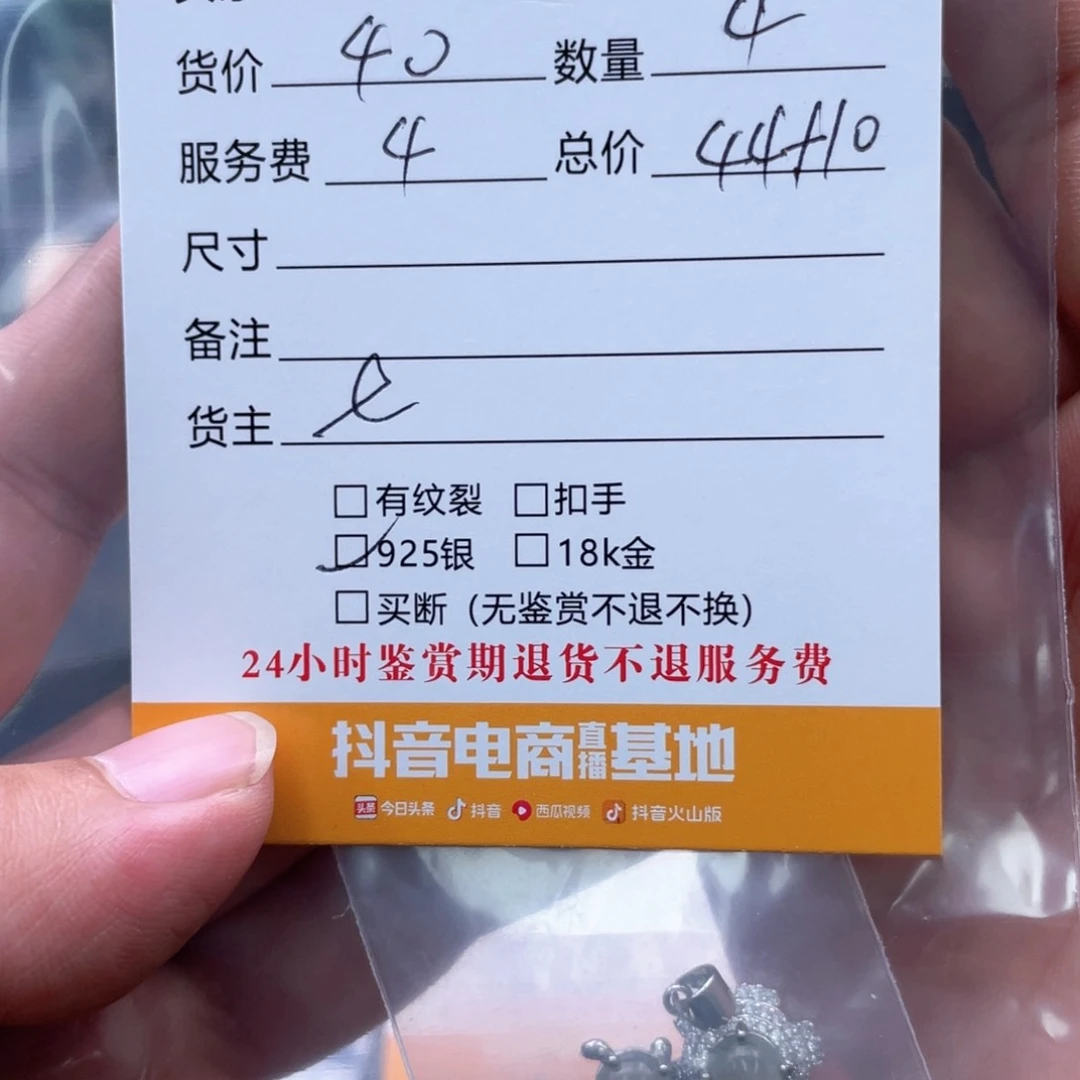 货价 40 数量 4
服务费 4 总价 44+10
尺寸
备注
货主
□有纹裂 □扣手
☑925银 □18k金
□买断（无鉴赏不退不换）
24小时鉴赏期退货不退服务费
抖音电商直播基地
头条 今日头条 抖音 西瓜视频 抖音火山版